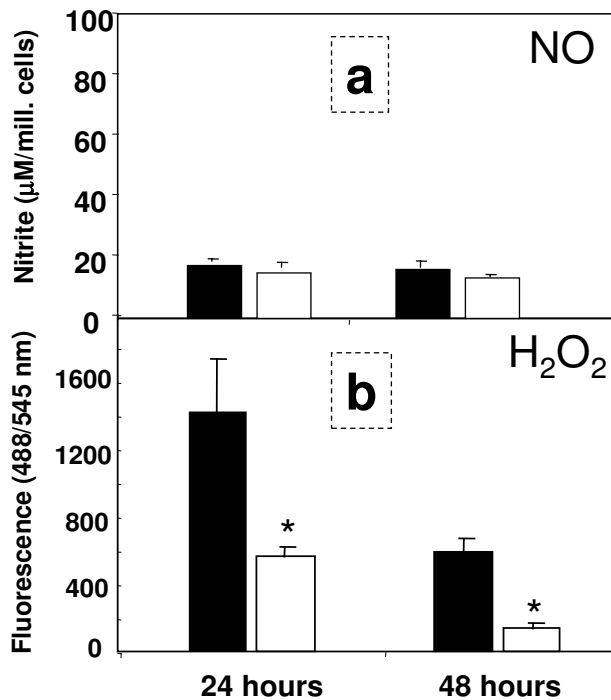 Nitrite (µM/mill. cells)
100
80
60
40
20
0
a
NO
Fluorescence (488/545 nm)
1600
1200
800
400
0
b
H₂O₂
*
*
24 hours
48 hours